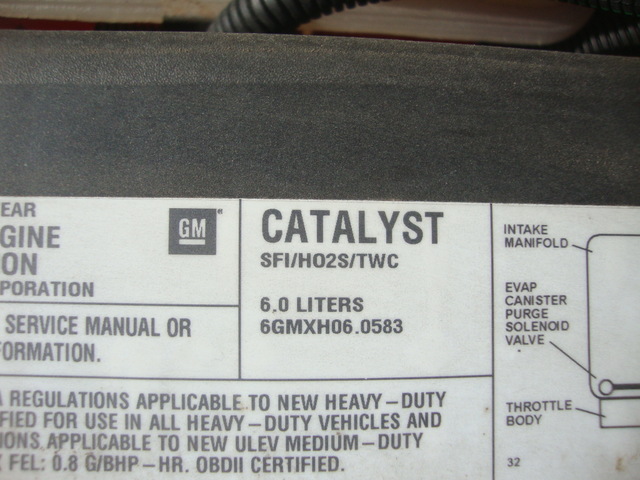 EAR
GINE
ON
PORATION
GM
CATALYST
SFI/HO2S/TWC
6.0 LITERS
6GMXH06.0583
SERVICE MANUAL OR
FORMATION.
A REGULATIONS APPLICABLE TO NEW HEAVY-DUTY
FIED FOR USE IN ALL HEAVY-DUTY VEHICLES AND
IONS APPLICABLE TO NEW ULEV MEDIUM-DUTY
FEL: 0.8 G/BHP-HR. OBDII CERTIFIED.
INTAKE
MANIFOLD
EVAP
CANISTER
PURGE
SOLENOID
VALVE
THROTTLE
BODY
32